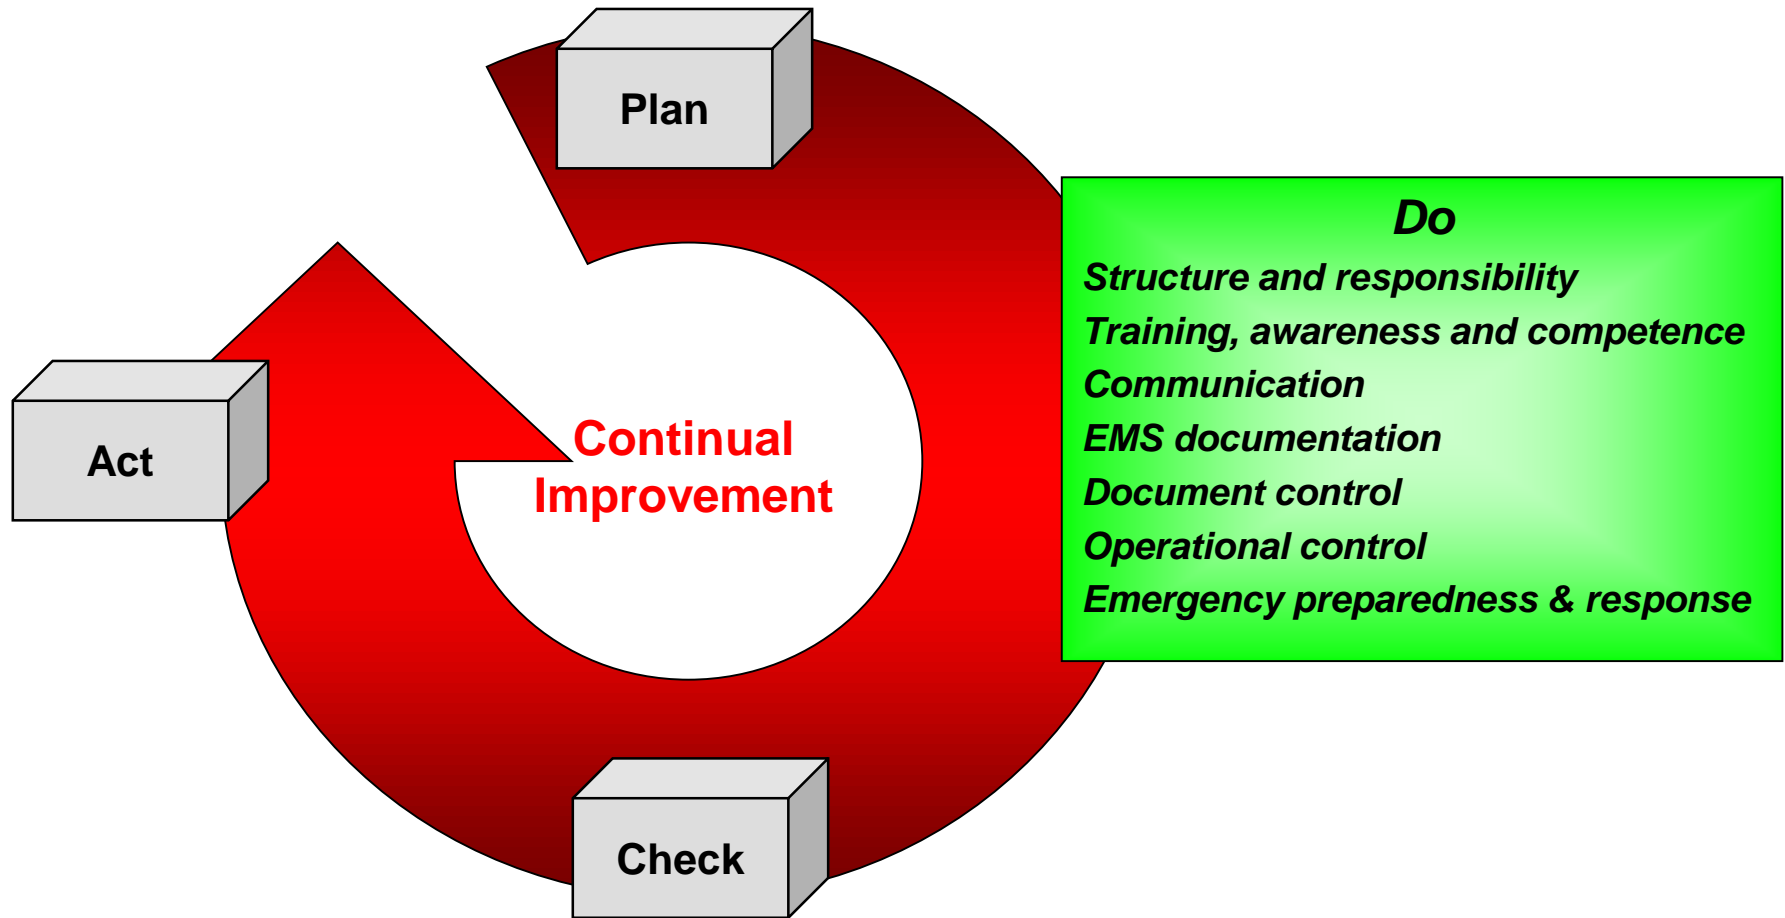 Plan
Do
Structure and responsibility
Training, awareness and competence
Communication
EMS documentation
Document control
Operational control
Emergency preparedness & response
Act
Continual
Improvement
Check